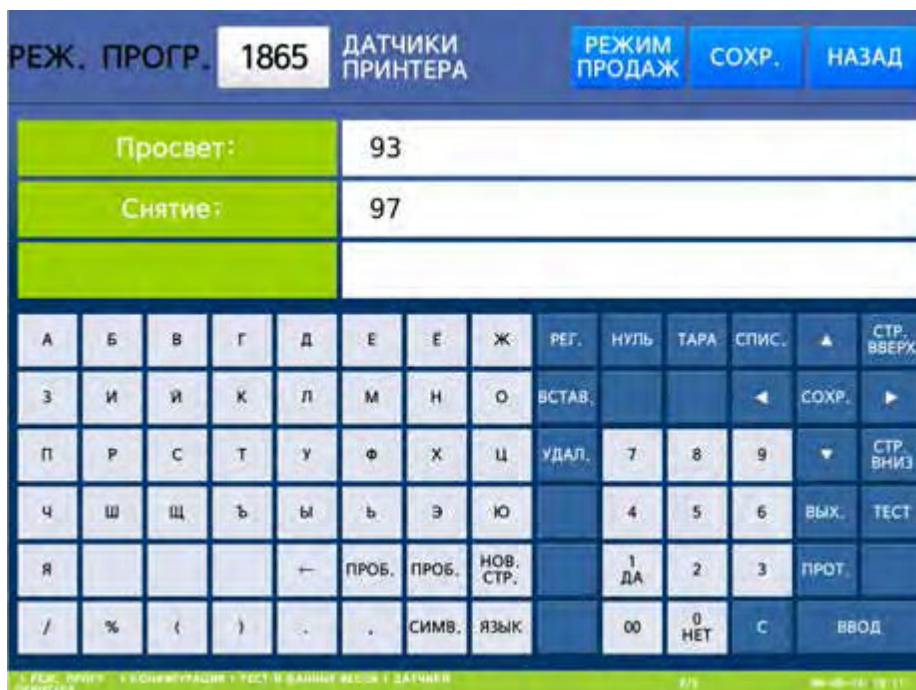 РЕЖ. ПРОГР. 1865 ДАТЧИКИ ПРИНТЕРА РЕЖИМ ПРОДАЖ СОХР. НАЗАД
Просвет: 93
Снятие: 97
А Б В Г Д Е Ё Ж РЕГ. НУЛЬ ТАРА СПИС. ▲ СТР. ВВЕРХ
З И Й К Л М Н О ВСТАВ. ◄ СОХР. ►
П Р С Т У Ф Х Ц УДАЛ. 7 8 9 ▼ СТР. ВНИЗ
Ч Ш Щ Ъ Ы Ь Э Ю 4 5 6 ВЫХ. ТЕСТ
Я ← ПРОБ. ПРОБ. НОВ. СТР. 1 ДА 2 3 ПРОТ.
/ % ( ) . . СИМВ. ЯЗЫК 00 0 НЕТ С ВВОД